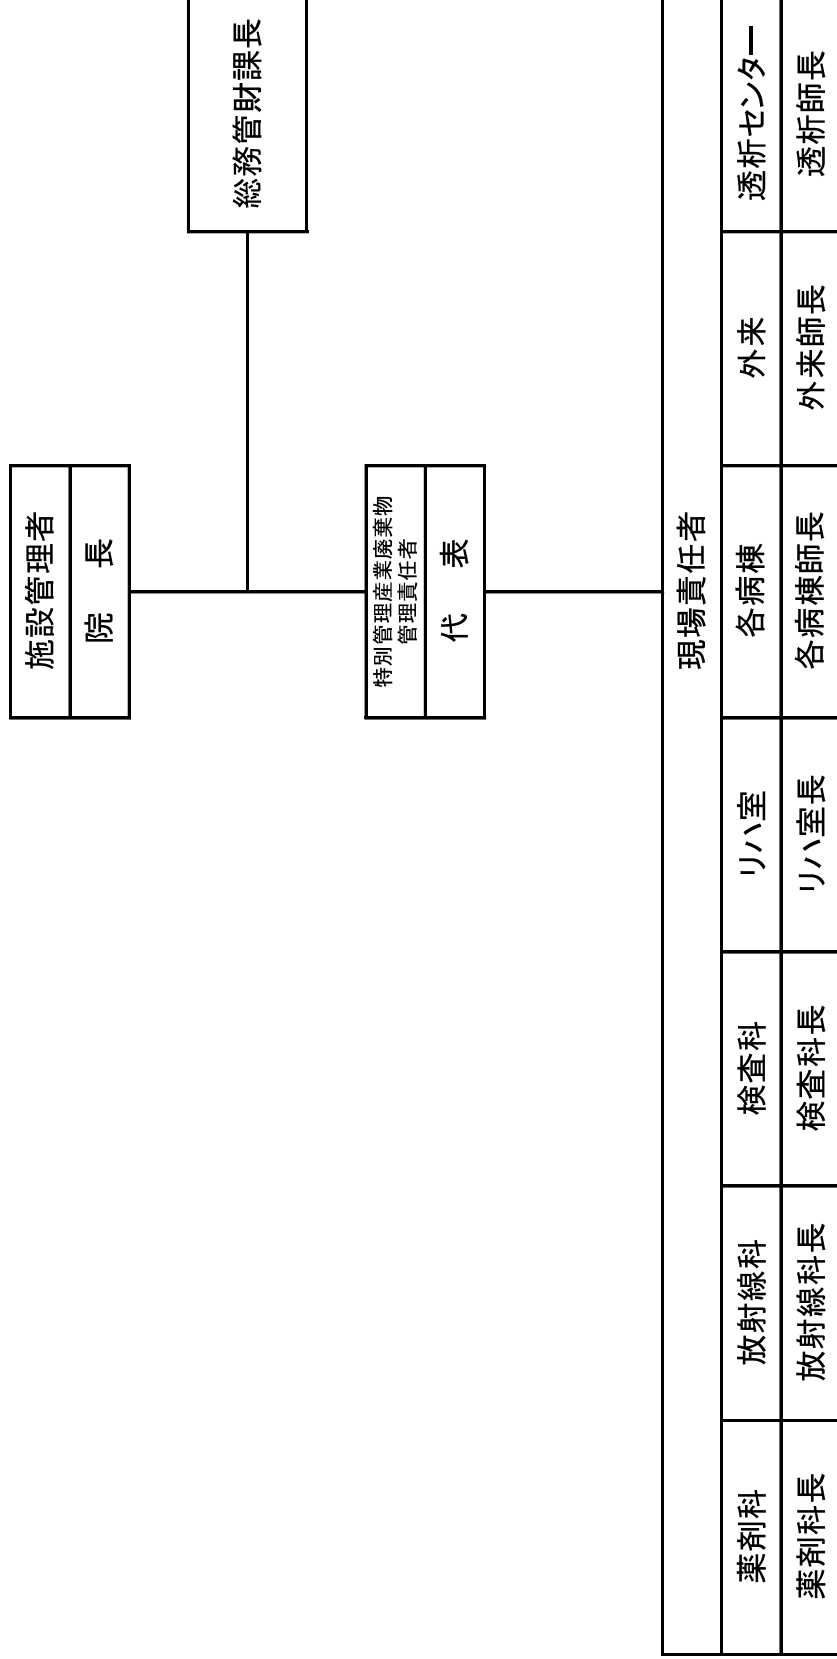 施設管理者
院　長
総務管財課長
特別管理産業廃棄物
管理責任者
代　表
現場責任者
薬剤科 放射線科 検査科 リハ室 各病棟 外来 透析センター
薬剤科長 放射線科長 検査科長 リハ室長 各病棟師長 外来師長 透析師長